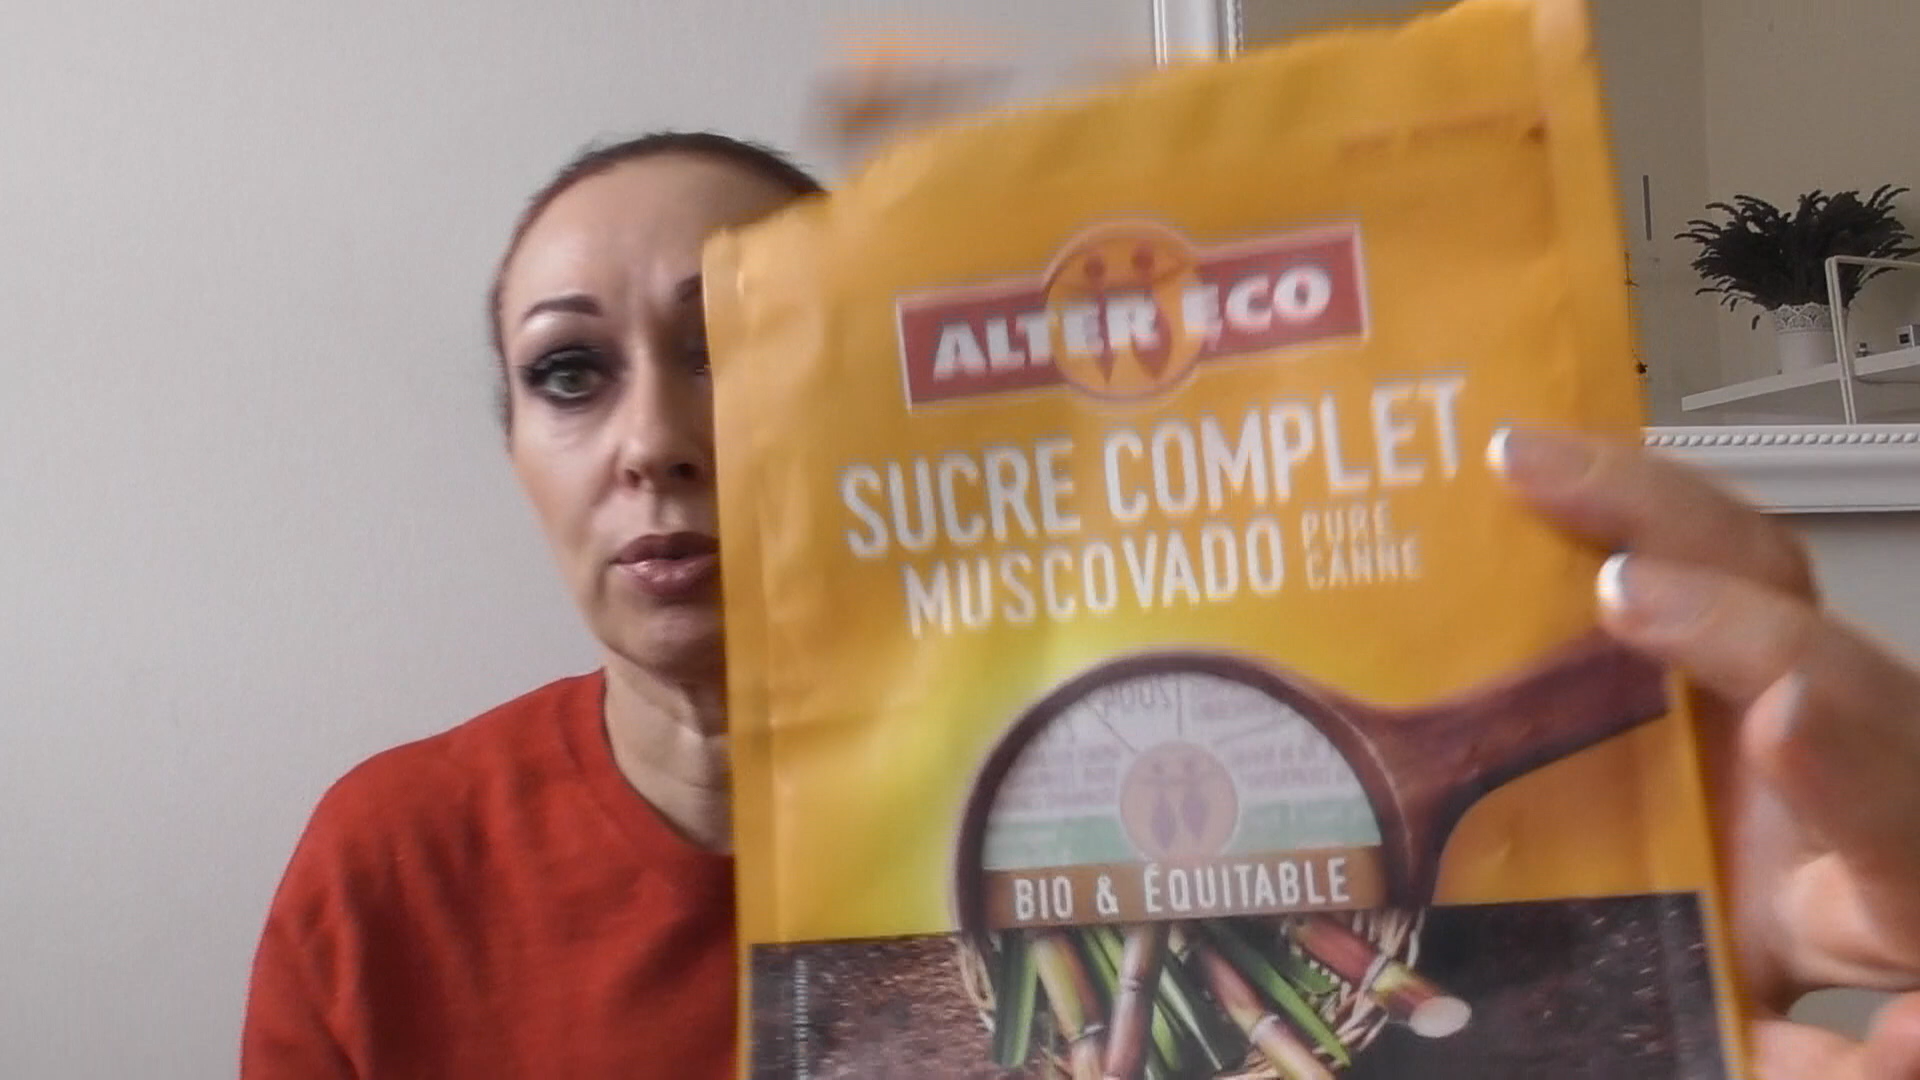 ALTER ECO
SUCRE COMPLET
MUSCOVADO PURE
CANNE
BIO & ÉQUITABLE